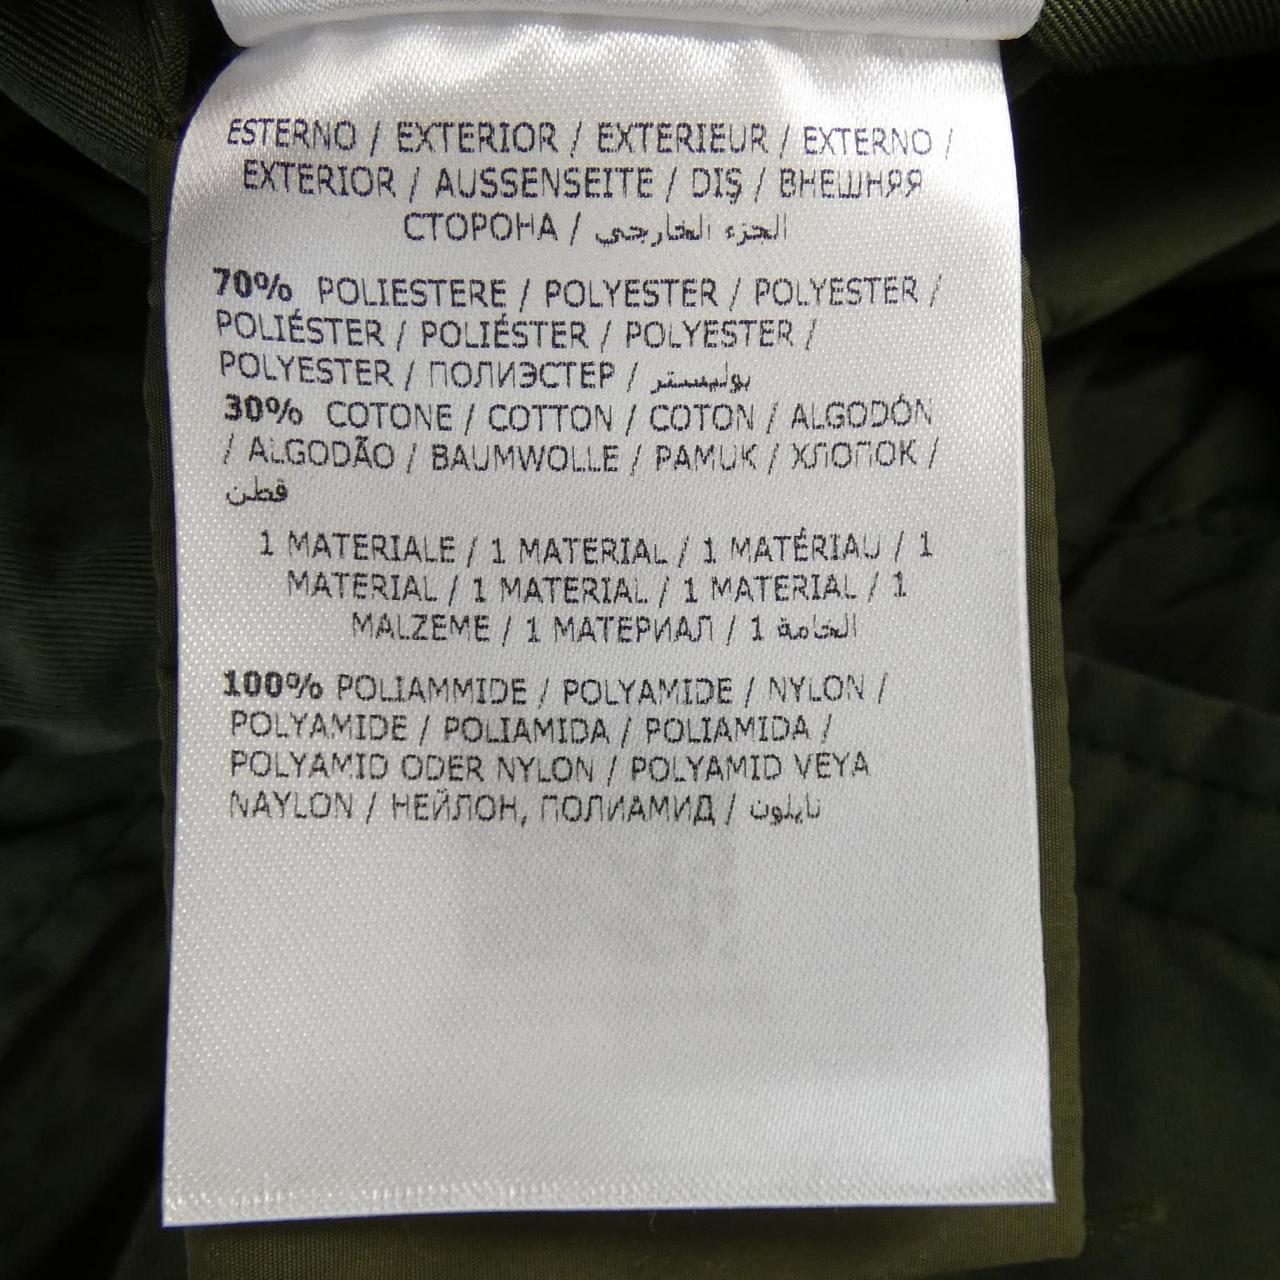 ESTERNO / EXTERIOR / EXTERIEUR / EXTERNO /
EXTERIOR / AUSSENSEITE / DIŞ / ВНЕШНЯЯ
СТОРОНА / الجزء الخارجي
70% POLIESTERE / POLYESTER / POLYESTER /
POLIÉSTER / POLIÉSTER / POLYESTER /
POLYESTER / ПОЛИЭСТЕР / بوليستر
30% COTONE / COTTON / COTON / ALGODÓN
/ ALGODÃO / BAUMWOLLE / PAMUK / ХЛОПОК /
قطن
1 MATERIALE / 1 MATERIAL / 1 MATÉRIAU / 1
MATERIAL / 1 MATERIAL / 1 MATERIAL / 1
MALZEME / 1 МАТЕРИАЛ / 1 الخامة
100% POLIAMMIDE / POLYAMIDE / NYLON /
POLYAMIDE / POLIAMIDA / POLIAMIDA /
POLYAMID ODER NYLON / POLYAMID VEYA
NAYLON / НЕЙЛОН, ПОЛИАМИД / نايلون